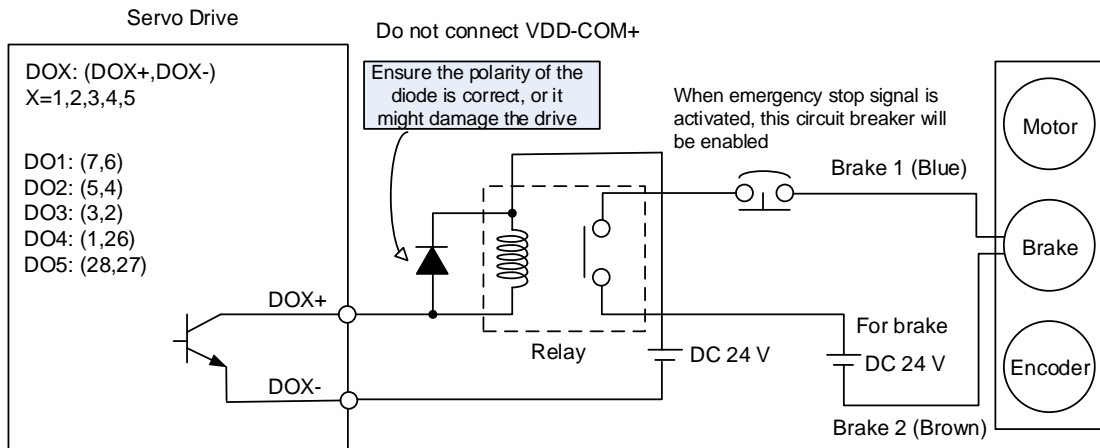 Servo Drive
Do not connect VDD-COM+
DOX: (DOX+,DOX-)
X=1,2,3,4,5
Ensure the polarity of the
diode is correct, or it
might damage the drive
When emergency stop signal is
activated, this circuit breaker will
be enabled
Motor
DO1: (7,6)
DO2: (5,4)
DO3: (3,2)
DO4: (1,26)
DO5: (28,27)
Brake 1 (Blue)
Brake
DOX+
Relay
DC 24 V
For brake
DC 24 V
Encoder
DOX-
Brake 2 (Brown)